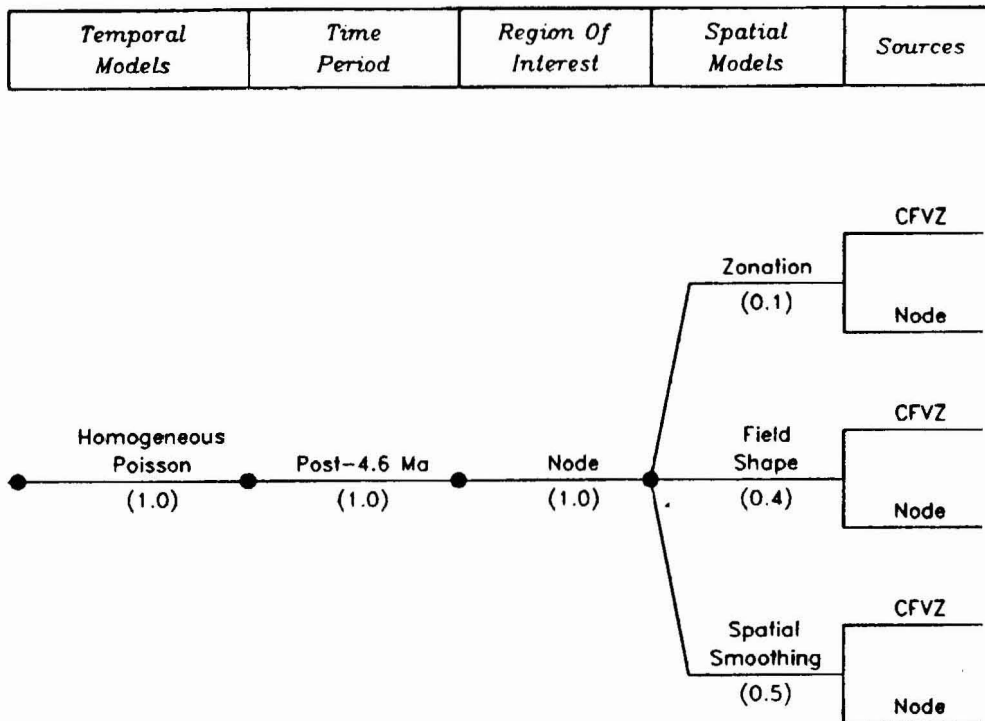 Temporal Models
Time Period
Region Of Interest
Spatial Models
Sources
CFVZ
Zonation
(0.1)
Node
CFVZ
Homogeneous
Poisson
(1.0)
Post-4.6 Ma
(1.0)
Node
(1.0)
Field
Shape
(0.4)
Node
CFVZ
Spatial
Smoothing
(0.5)
Node